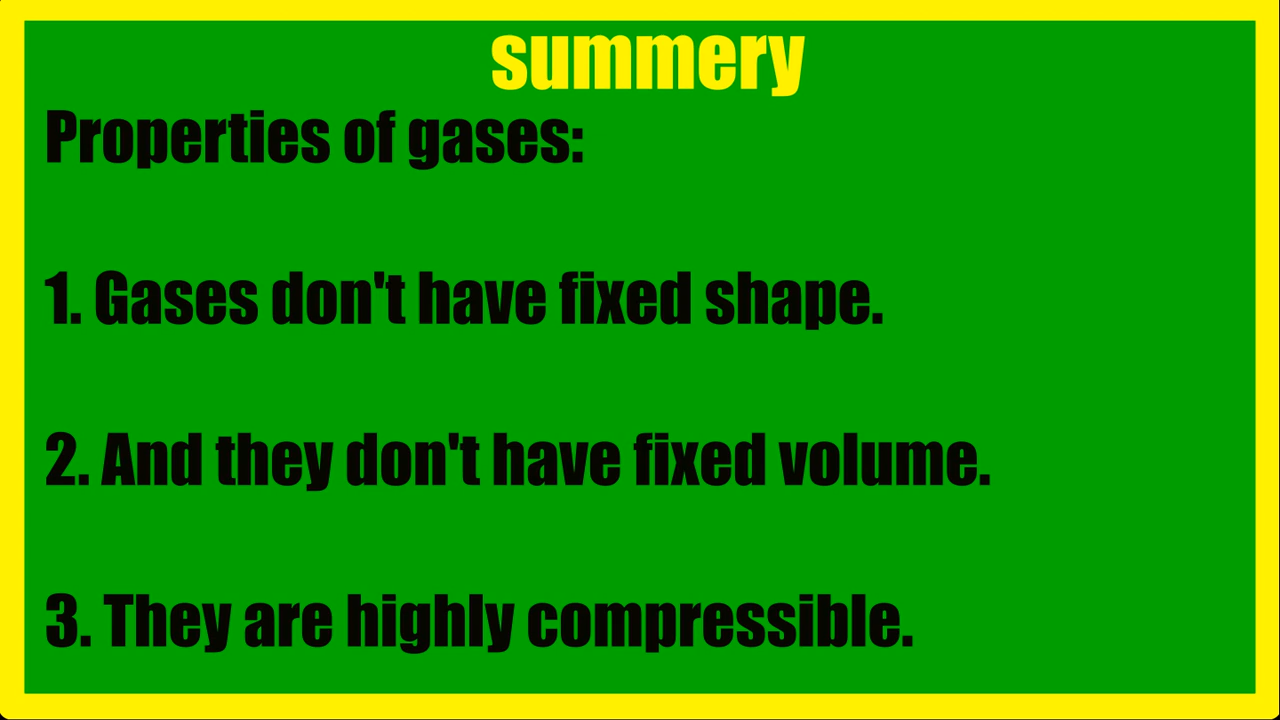 summery
Properties of gases:
1. Gases don't have fixed shape.
2. And they don't have fixed volume.
3. They are highly compressible.